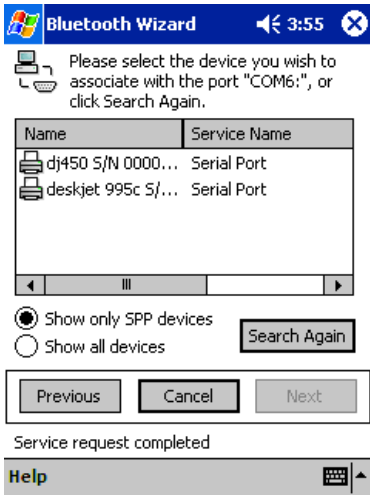 Bluetooth Wizard 3:55
Please select the device you wish to
associate with the port "COM6:", or
click Search Again.
Name Service Name
dj450 S/N 0000... Serial Port
deskjet 995c S/... Serial Port
Show only SPP devices
Show all devices
Search Again
Previous Cancel Next
Service request completed
Help